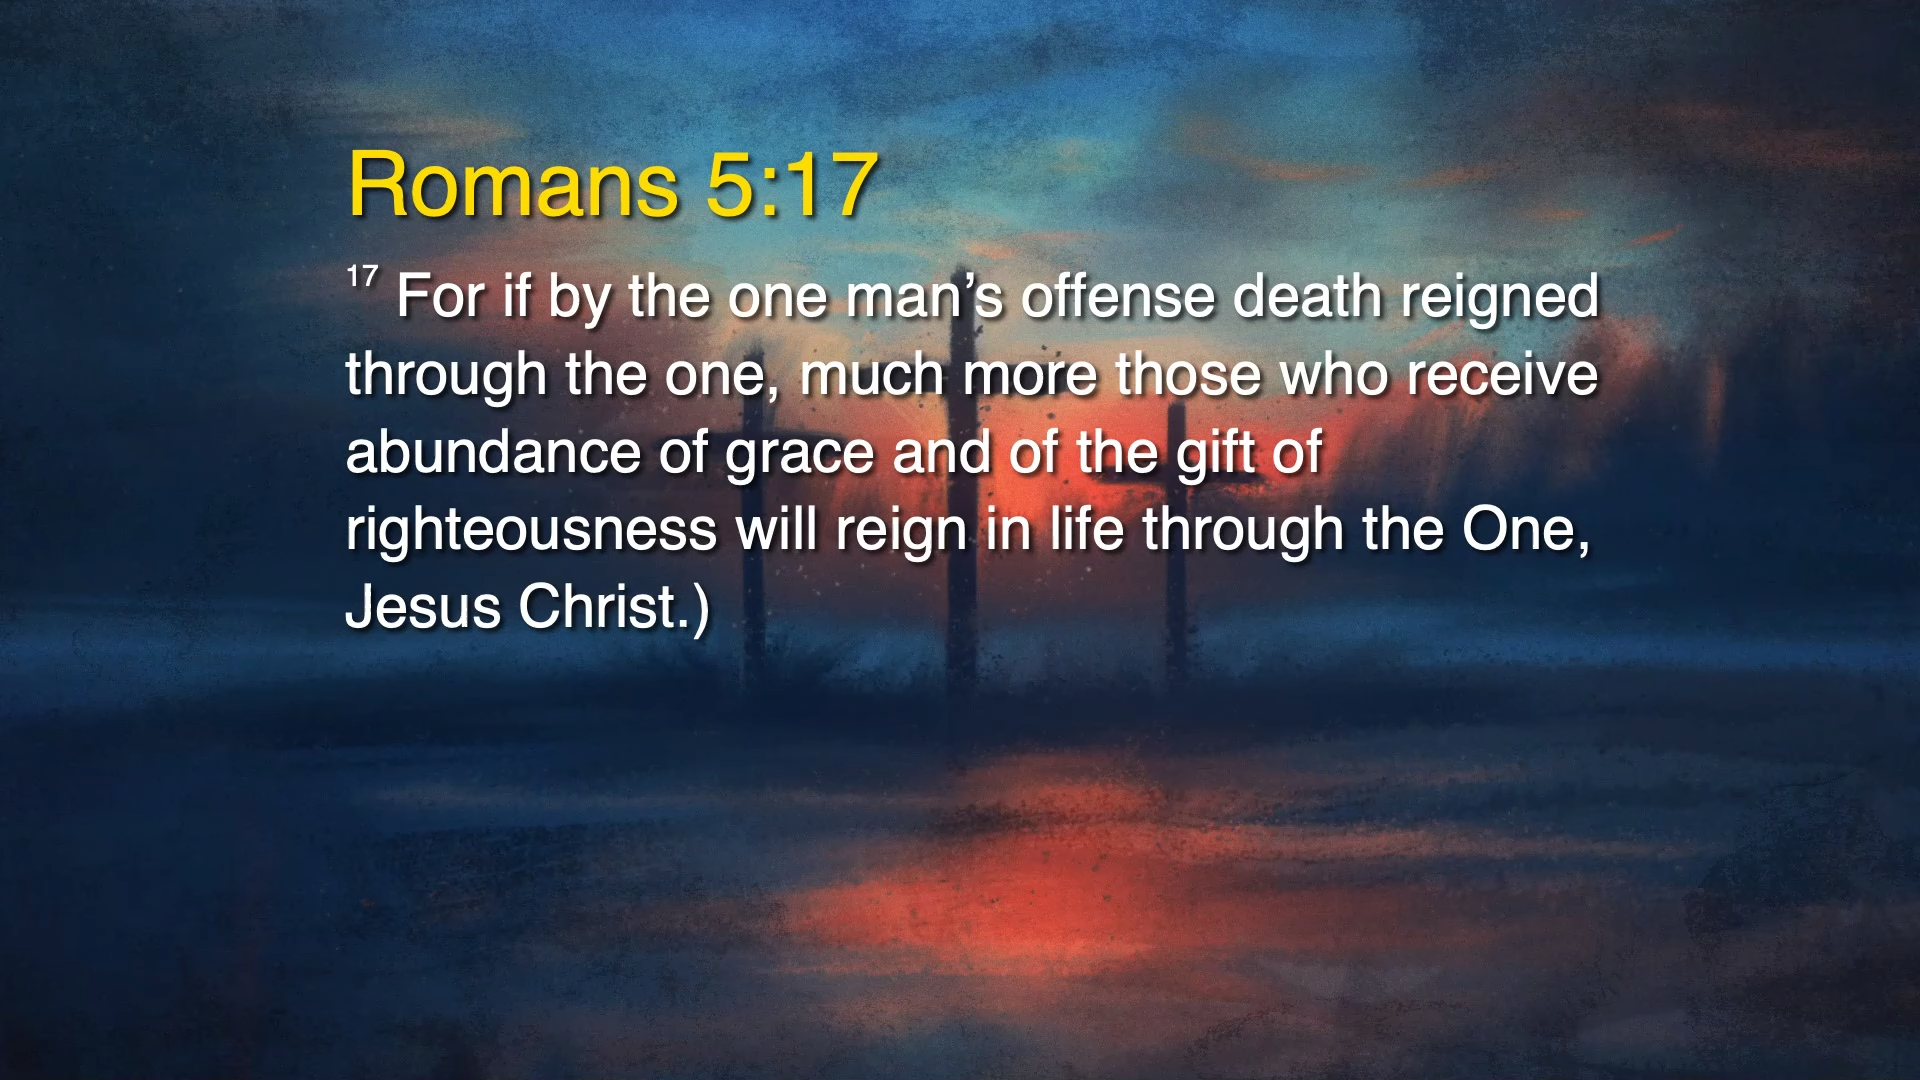 Romans 5:17
17 For if by the one man’s offense death reigned
through the one, much more those who receive
abundance of grace and of the gift of
righteousness will reign in life through the One,
Jesus Christ.)